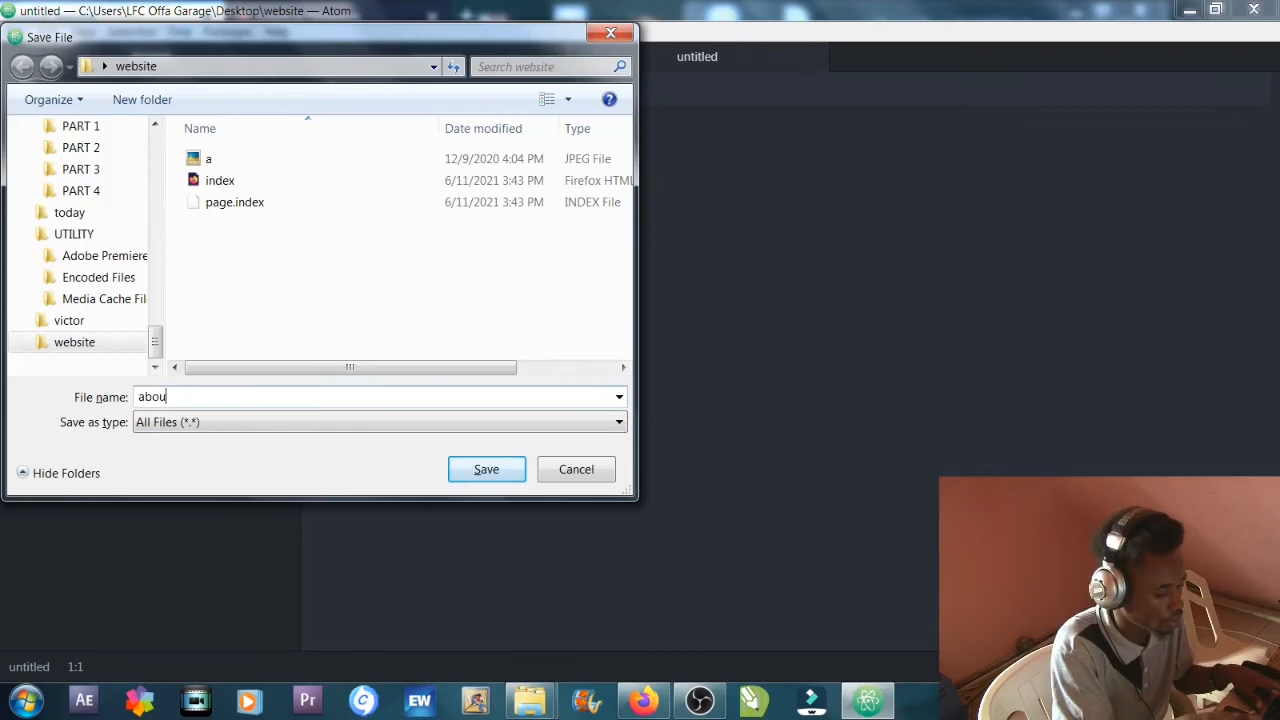 untitled — C:\Users\LFC Offa Garage\Desktop\website — Atom
Save File
untitled
website
Search website
Organize
New folder
Name
Date modified
Type
PART 1
PART 2
PART 3
PART 4
today
UTILITY
Adobe Premiere
Encoded Files
Media Cache Fil
victor
website
a
12/9/2020 4:04 PM
JPEG File
index
6/11/2021 3:43 PM
Firefox HTML
page.index
6/11/2021 3:43 PM
INDEX File
File name:
abou
Save as type:
All Files (*.*)
Hide Folders
Save
Cancel
untitled
1:1
Ae
Pr
EW